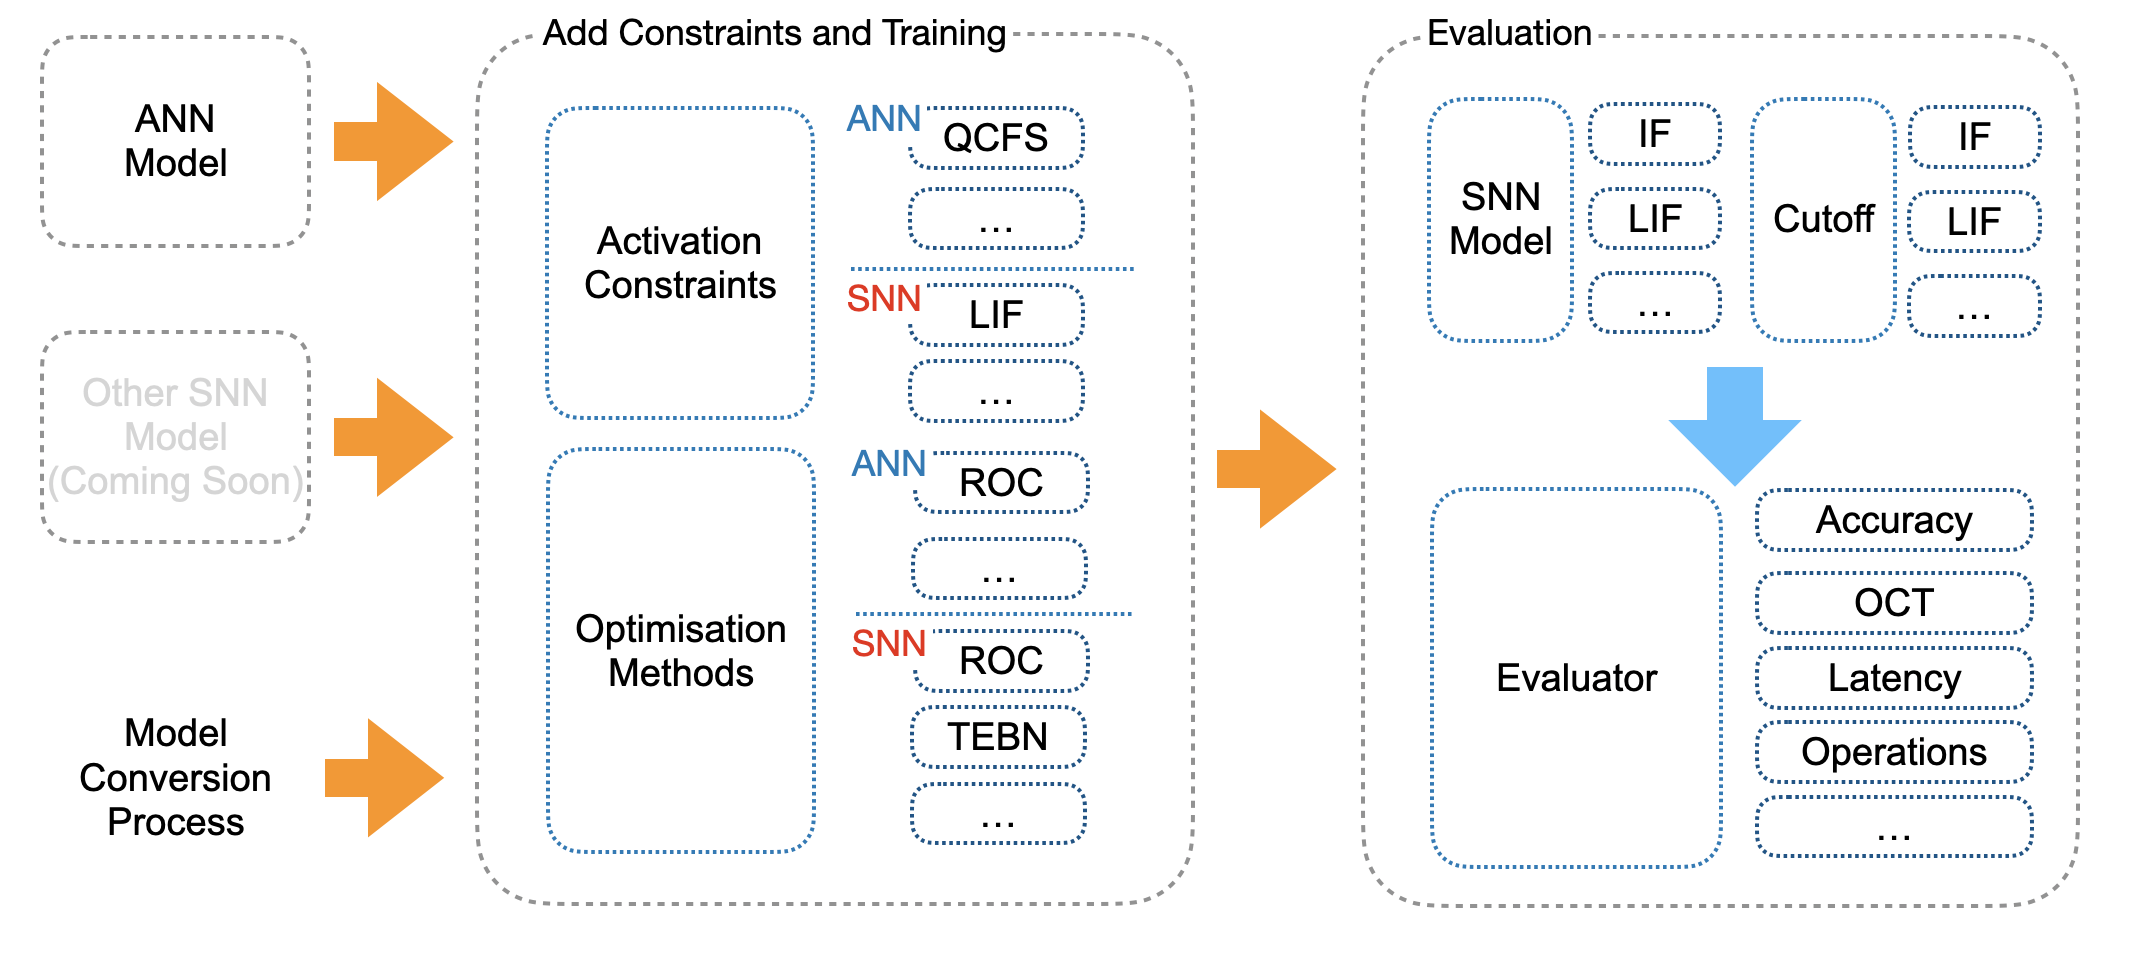 ANN
Model
Other SNN
Model
(Coming Soon)
Model
Conversion
Process
Add Constraints and Training
Activation
Constraints
ANN
QCFS
...
SNN
LIF
...
Optimisation
Methods
ANN
ROC
...
SNN
ROC
TEBN
...
Evaluation
SNN
Model
IF
LIF
...
Cutoff
IF
LIF
...
Evaluator
Accuracy
OCT
Latency
Operations
...